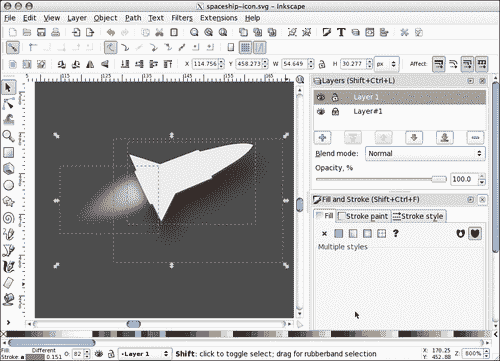 spaceship-icon.svg - Inkscape
File Edit View Layer Object Path Text Filters Extensions Help
X 114.756 Y 458.273 W 54.649 H 30.277 px Affect:
Layers (Shift+Ctrl+L)
Layer 1
Layer#1
Blend mode: Normal
Opacity, %
100.0
Fill and Stroke (Shift+Ctrl+F)
Fill Stroke paint Stroke style
?
Multiple styles
Fill: Different
Stroke: 0.151 O: 82 •Layer 1 Shift: click to toggle select; drag for rubberband selection X: 170.25 Y: 452.88 Z: 800%